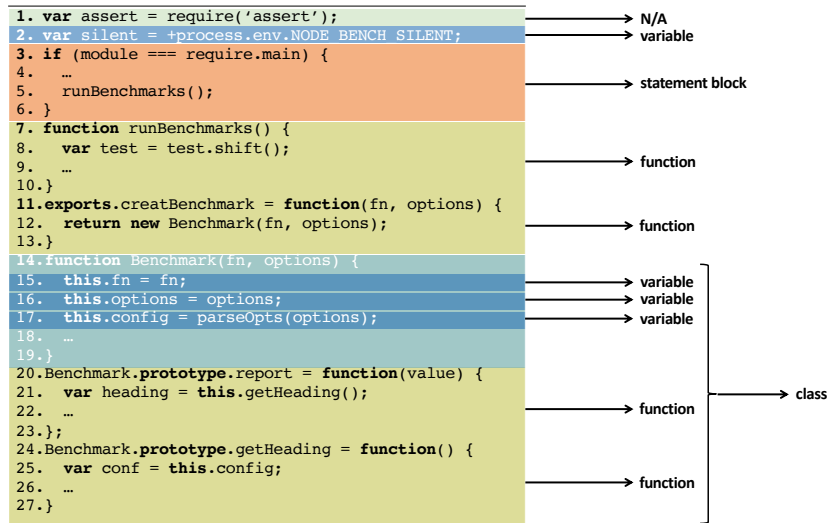 1. var assert = require(‘assert’); N/A
2. var silent = +process.env.NODE_BENCH_SILENT; variable
3. if (module === require.main) {
4. …
5. runBenchmarks(); statement block
6. }
7. function runBenchmarks() {
8. var test = test.shift();
9. … function
10.}
11.exports.creatBenchmark = function(fn, options) {
12. return new Benchmark(fn, options); function
13.}
14.function Benchmark(fn, options) {
15. this.fn = fn; variable
16. this.options = options; variable
17. this.config = parseOpts(options); variable
18. …
19.}
20.Benchmark.prototype.report = function(value) {
21. var heading = this.getHeading(); class
22. … function
23.};
24.Benchmark.prototype.getHeading = function() {
25. var conf = this.config;
26. … function
27.}